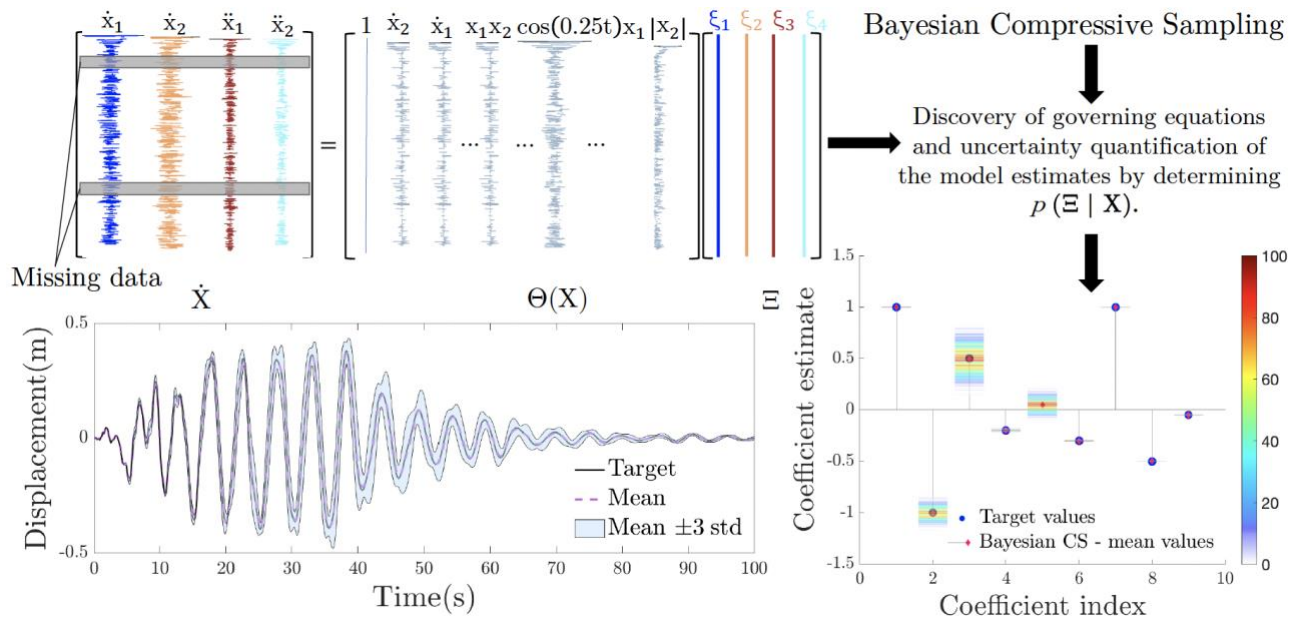 ẋ₁ ẋ₂ ẍ₁ ẍ₂
=
1 ẋ₂ ẋ₁ x₁x₂ cos(0.25t)x₁|x₂|
... ... ...
ξ₁ ξ₂ ξ₃ ξ₄
Missing data
Ẋ
Θ(X)
Ξ
Bayesian Compressive Sampling
Discovery of governing equations
and uncertainty quantification of
the model estimates by determining
p (Ξ | X).
Displacement(m)
0.5
0
-0.5
Target
Mean
Mean ±3 std
0 10 20 30 40 50 60 70 80 90 100
Time(s)
Coefficient estimate
1.5
1
0.5
0
-0.5
-1
-1.5
Target values
Bayesian CS - mean values
0 2 4 6 8 10
Coefficient index
100
80
60
40
20
0